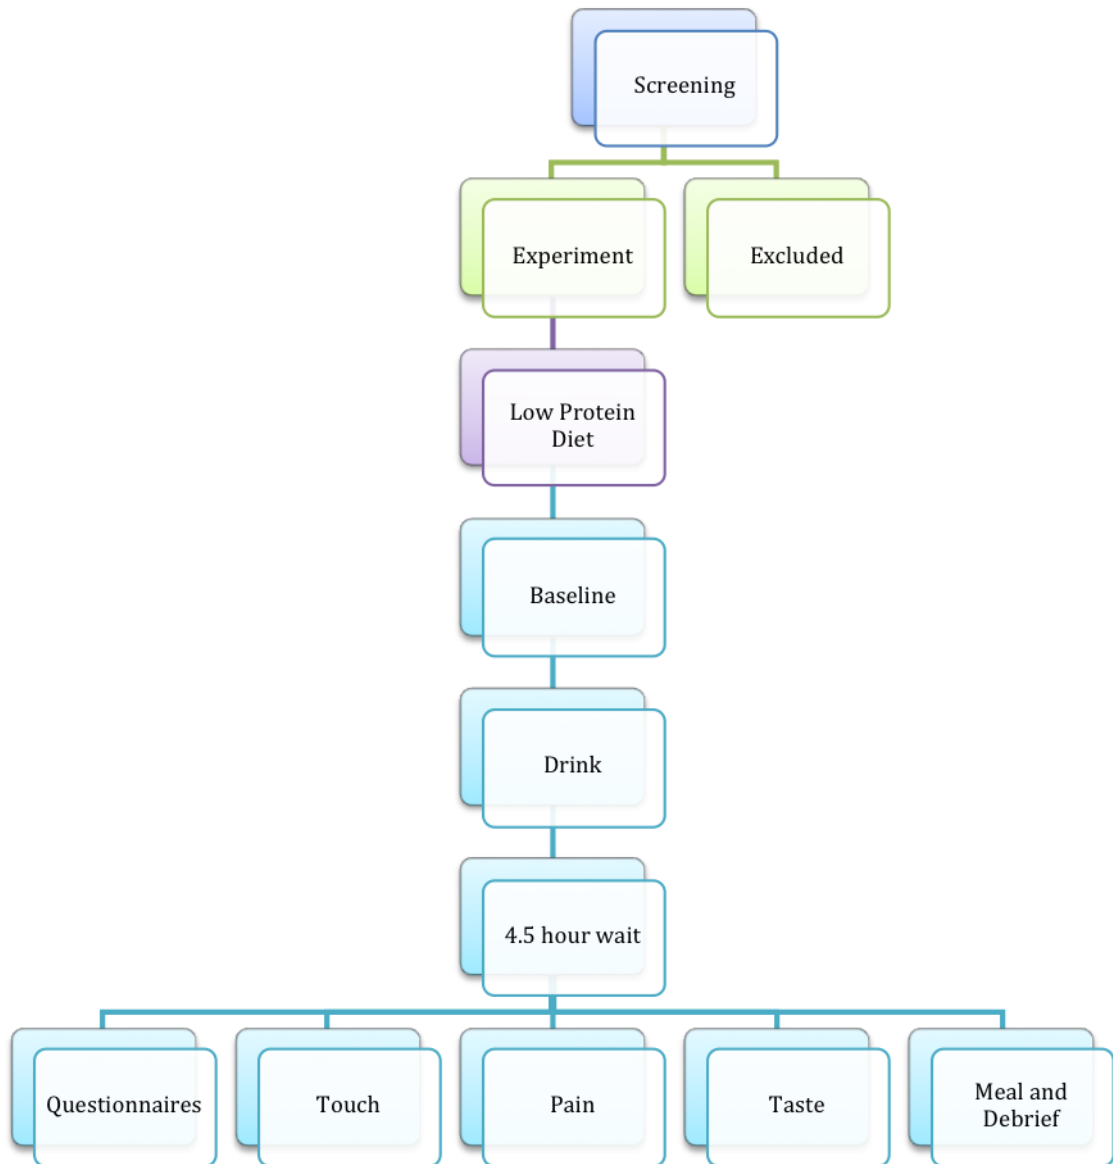 Screening
Experiment
Excluded
Low Protein
Diet
Baseline
Drink
4.5 hour wait
Questionnaires
Touch
Pain
Taste
Meal and
Debrief